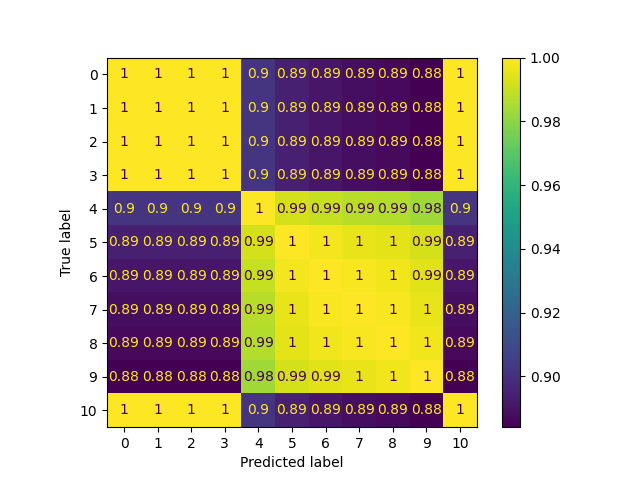 0 1 1 1 1 0.9 0.89 0.89 0.89 0.89 0.88 1
1 1 1 1 1 0.9 0.89 0.89 0.89 0.89 0.88 1
2 1 1 1 1 0.9 0.89 0.89 0.89 0.89 0.88 1
3 1 1 1 1 0.9 0.89 0.89 0.89 0.89 0.88 1
4 0.9 0.9 0.9 0.9 1 0.99 0.99 0.99 0.99 0.98 0.9
5 0.89 0.89 0.89 0.89 0.99 1 1 1 1 0.99 0.89
6 0.89 0.89 0.89 0.89 0.99 1 1 1 1 0.99 0.89
7 0.89 0.89 0.89 0.89 0.99 1 1 1 1 1 0.89
8 0.89 0.89 0.89 0.89 0.99 1 1 1 1 1 0.89
9 0.88 0.88 0.88 0.88 0.98 0.99 0.99 1 1 1 0.88
10 1 1 1 1 0.9 0.89 0.89 0.89 0.89 0.88 1
0 1 2 3 4 5 6 7 8 9 10
Predicted label
True label
1.00
0.98
0.96
0.94
0.92
0.90